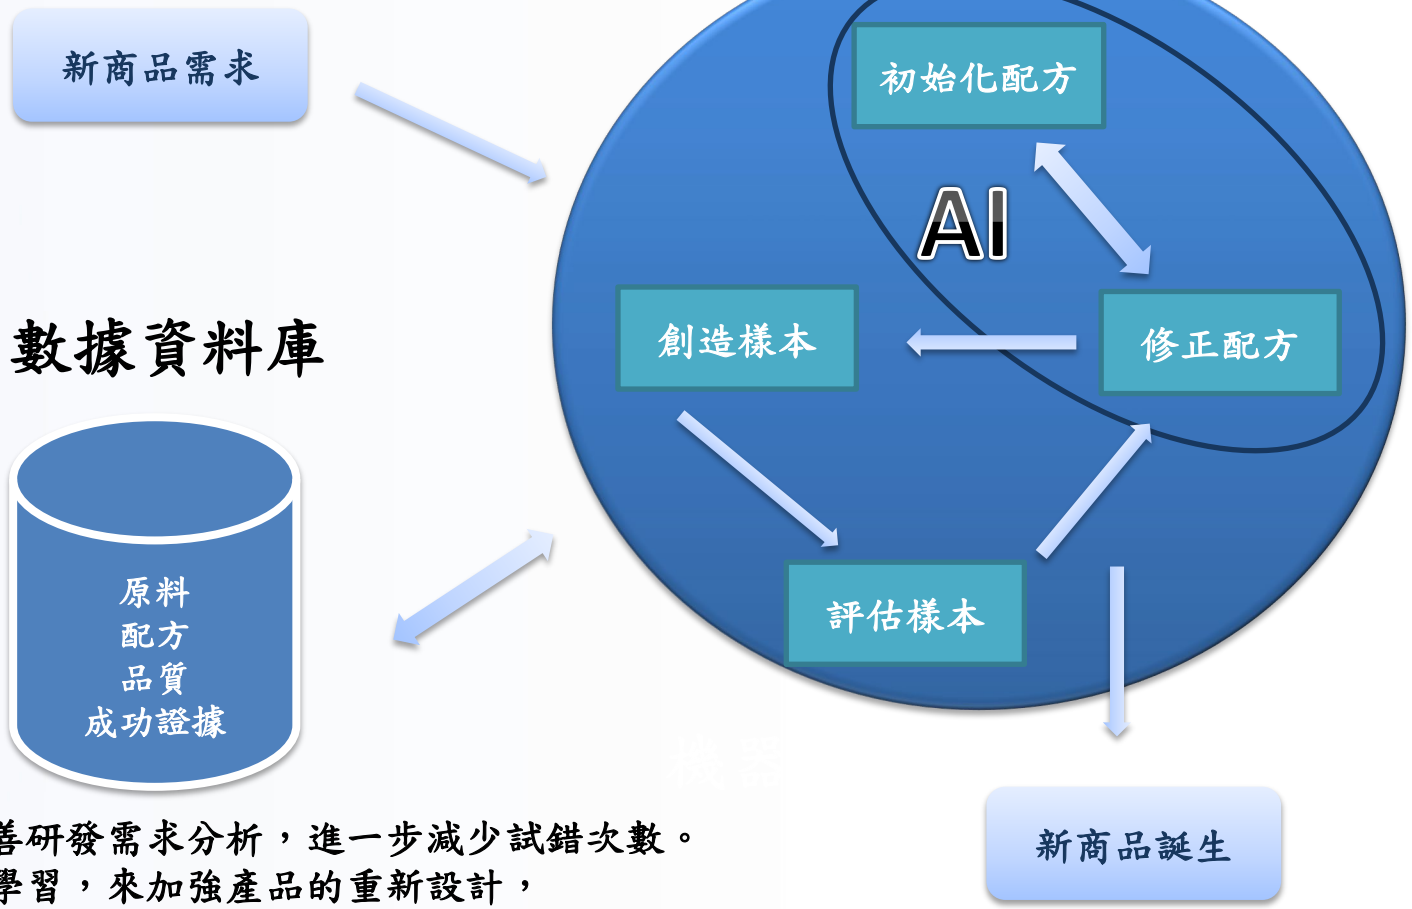 新商品需求
初始化配方
AI
數據資料庫
創造樣本
修正配方
原料
配方
品質
成功證據
評估樣本
機器
善研發需求分析，進一步減少試錯次數。
學習，來加強產品的重新設計，
新商品誕生